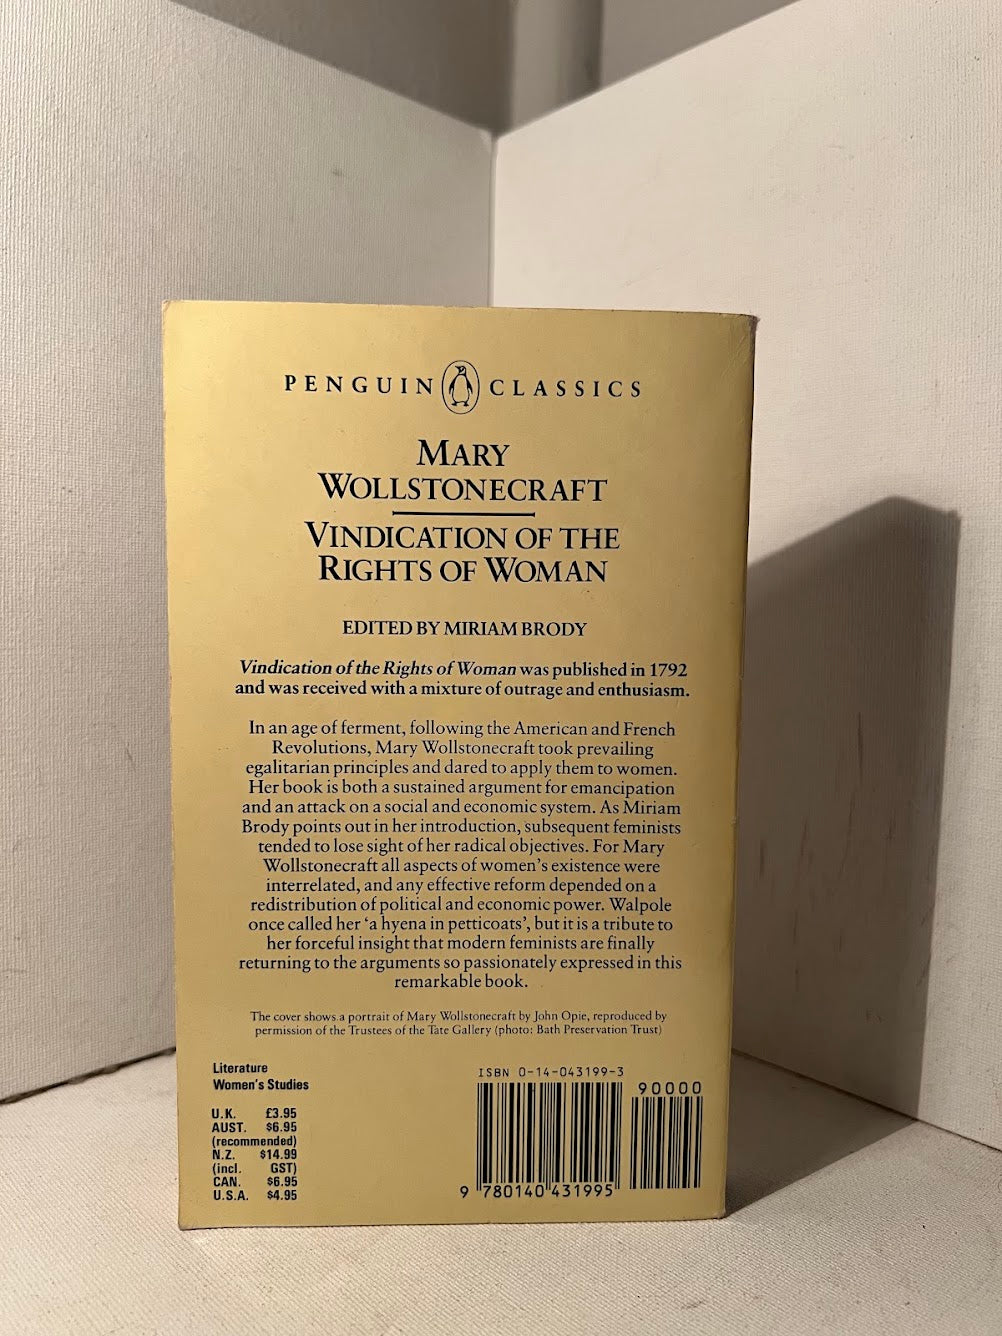 PENGUIN CLASSICS
MARY
WOLLSTONECRAFT
VINDICATION OF THE
RIGHTS OF WOMAN
EDITED BY MIRIAM BRODY
Vindication of the Rights of Woman was published in 1792
and was received with a mixture of outrage and enthusiasm.
In an age of ferment, following the American and French
Revolutions, Mary Wollstonecraft took prevailing
egalitarian principles and dared to apply them to women.
Her book is both a sustained argument for emancipation
and an attack on a social and economic system. As Miriam
Brody points out in her introduction, subsequent feminists
tended to lose sight of her radical objectives. For Mary
Wollstonecraft all aspects of women's existence were
interrelated, and any effective reform depended on a
redistribution of political and economic power. Walpole
once called her 'a hyena in petticoats', but it is a tribute to
her forceful insight that modern feminists are finally
returning to the arguments so passionately expressed in this
remarkable book.
The cover shows a portrait of Mary Wollstonecraft by John Opie, reproduced by
permission of the Trustees of the Tate Gallery (photo: Bath Preservation Trust)
Literature
Women's Studies
U.K. £3.95
AUST. $6.95
(recommended)
N.Z. $14.99
(incl. GST)
CAN. $6.95
U.S.A. $4.95
ISBN 0-14-043199-3
90000
9 780140 431995